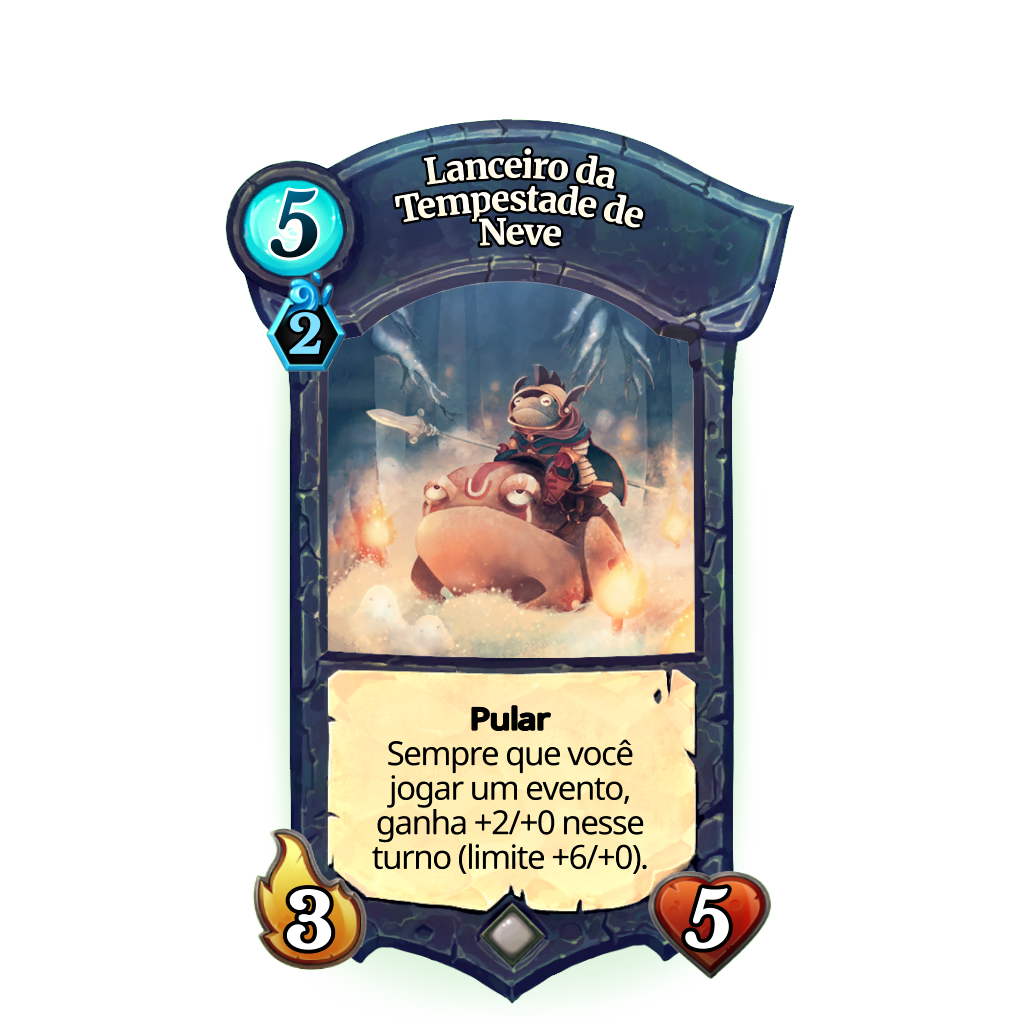 Lanceiro da
Tempestade de
Neve
5
2
Pular
Sempre que você
jogar um evento,
ganha +2/+0 nesse
turno (limite +6/+0).
3
5